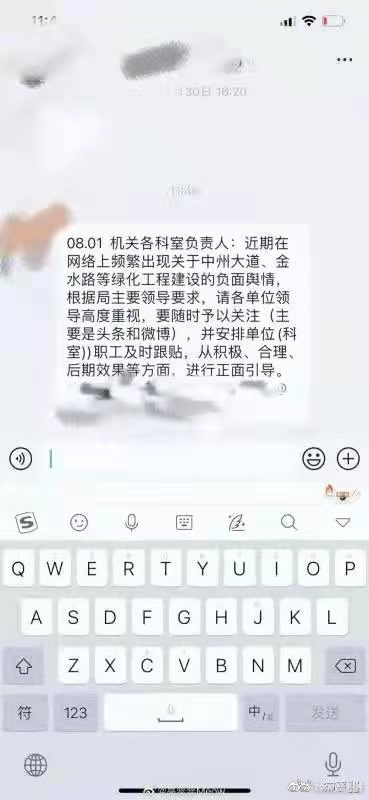 30日 16:20
08.01 机关各科室负责人：近期在
网络上频繁出现关于中州大道、金
水路等绿化工程建设的负面舆情，
根据局主要领导要求，请各单位领
导高度重视，要随时予以关注（主
要是头条和微博），并安排单位(科
室))职工及时跟贴，从积极、合理、
后期效果等方面，进行正面引导。
Q W E R T Y U I O P
A S D F G H J K L
Z X C V B N M
符 123 中/英 发送